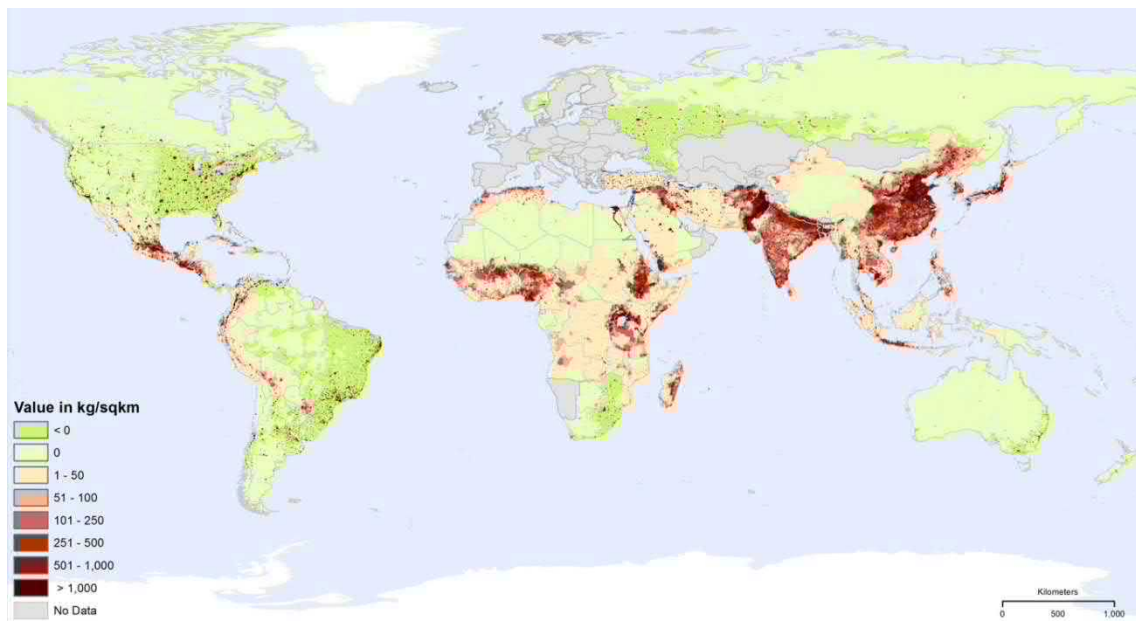 Value in kg/sqkm
< 0
0
1 - 50
51 - 100
101 - 250
251 - 500
501 - 1,000
> 1,000
No Data
Kilometers
0 500 1.000